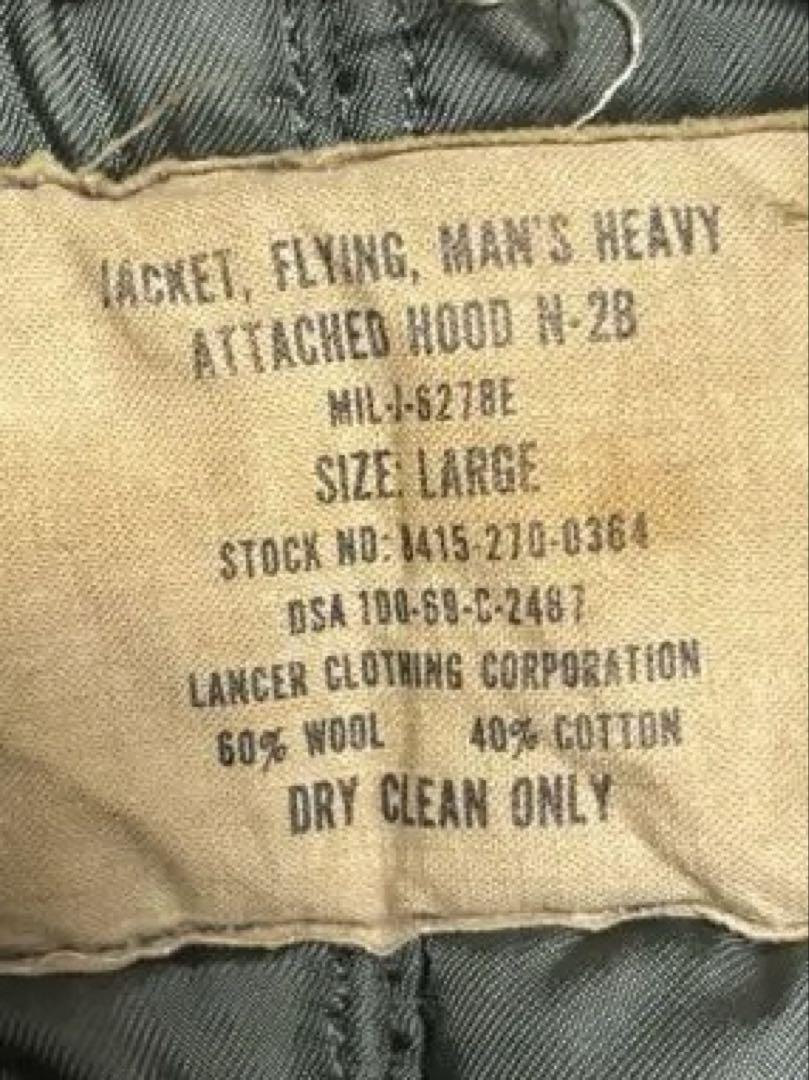 JACKET, FLYING, MAN'S HEAVY
ATTACHED HOOD N-2B
MIL-J-6278E
SIZE: LARGE
STOCK NO: 8415-270-0364
DSA 100-69-C-2487
LANCER CLOTHING CORPORATION
60% WOOL 40% COTTON
DRY CLEAN ONLY